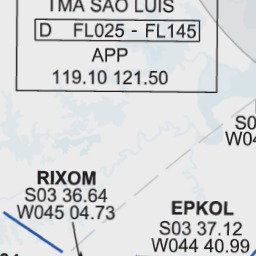 TMA SAO LUIS
D FL025 - FL145
APP
119.10 121.50
S0
W04
RIXOM
S03 36.64
W045 04.73
EPKOL
S03 37.12
W044 40.99